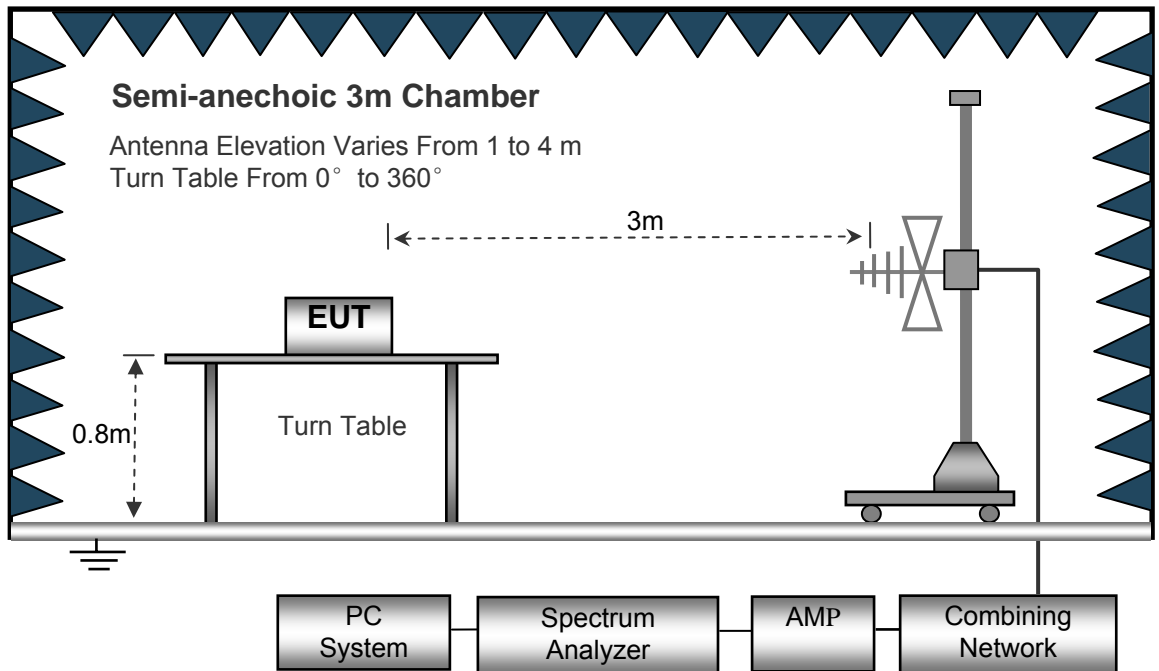 Semi-anechoic 3m Chamber
Antenna Elevation Varies From 1 to 4 m
Turn Table From 0° to 360°
3m
EUT
0.8m
Turn Table
PC
System
Spectrum
Analyzer
AMP
Combining
Network